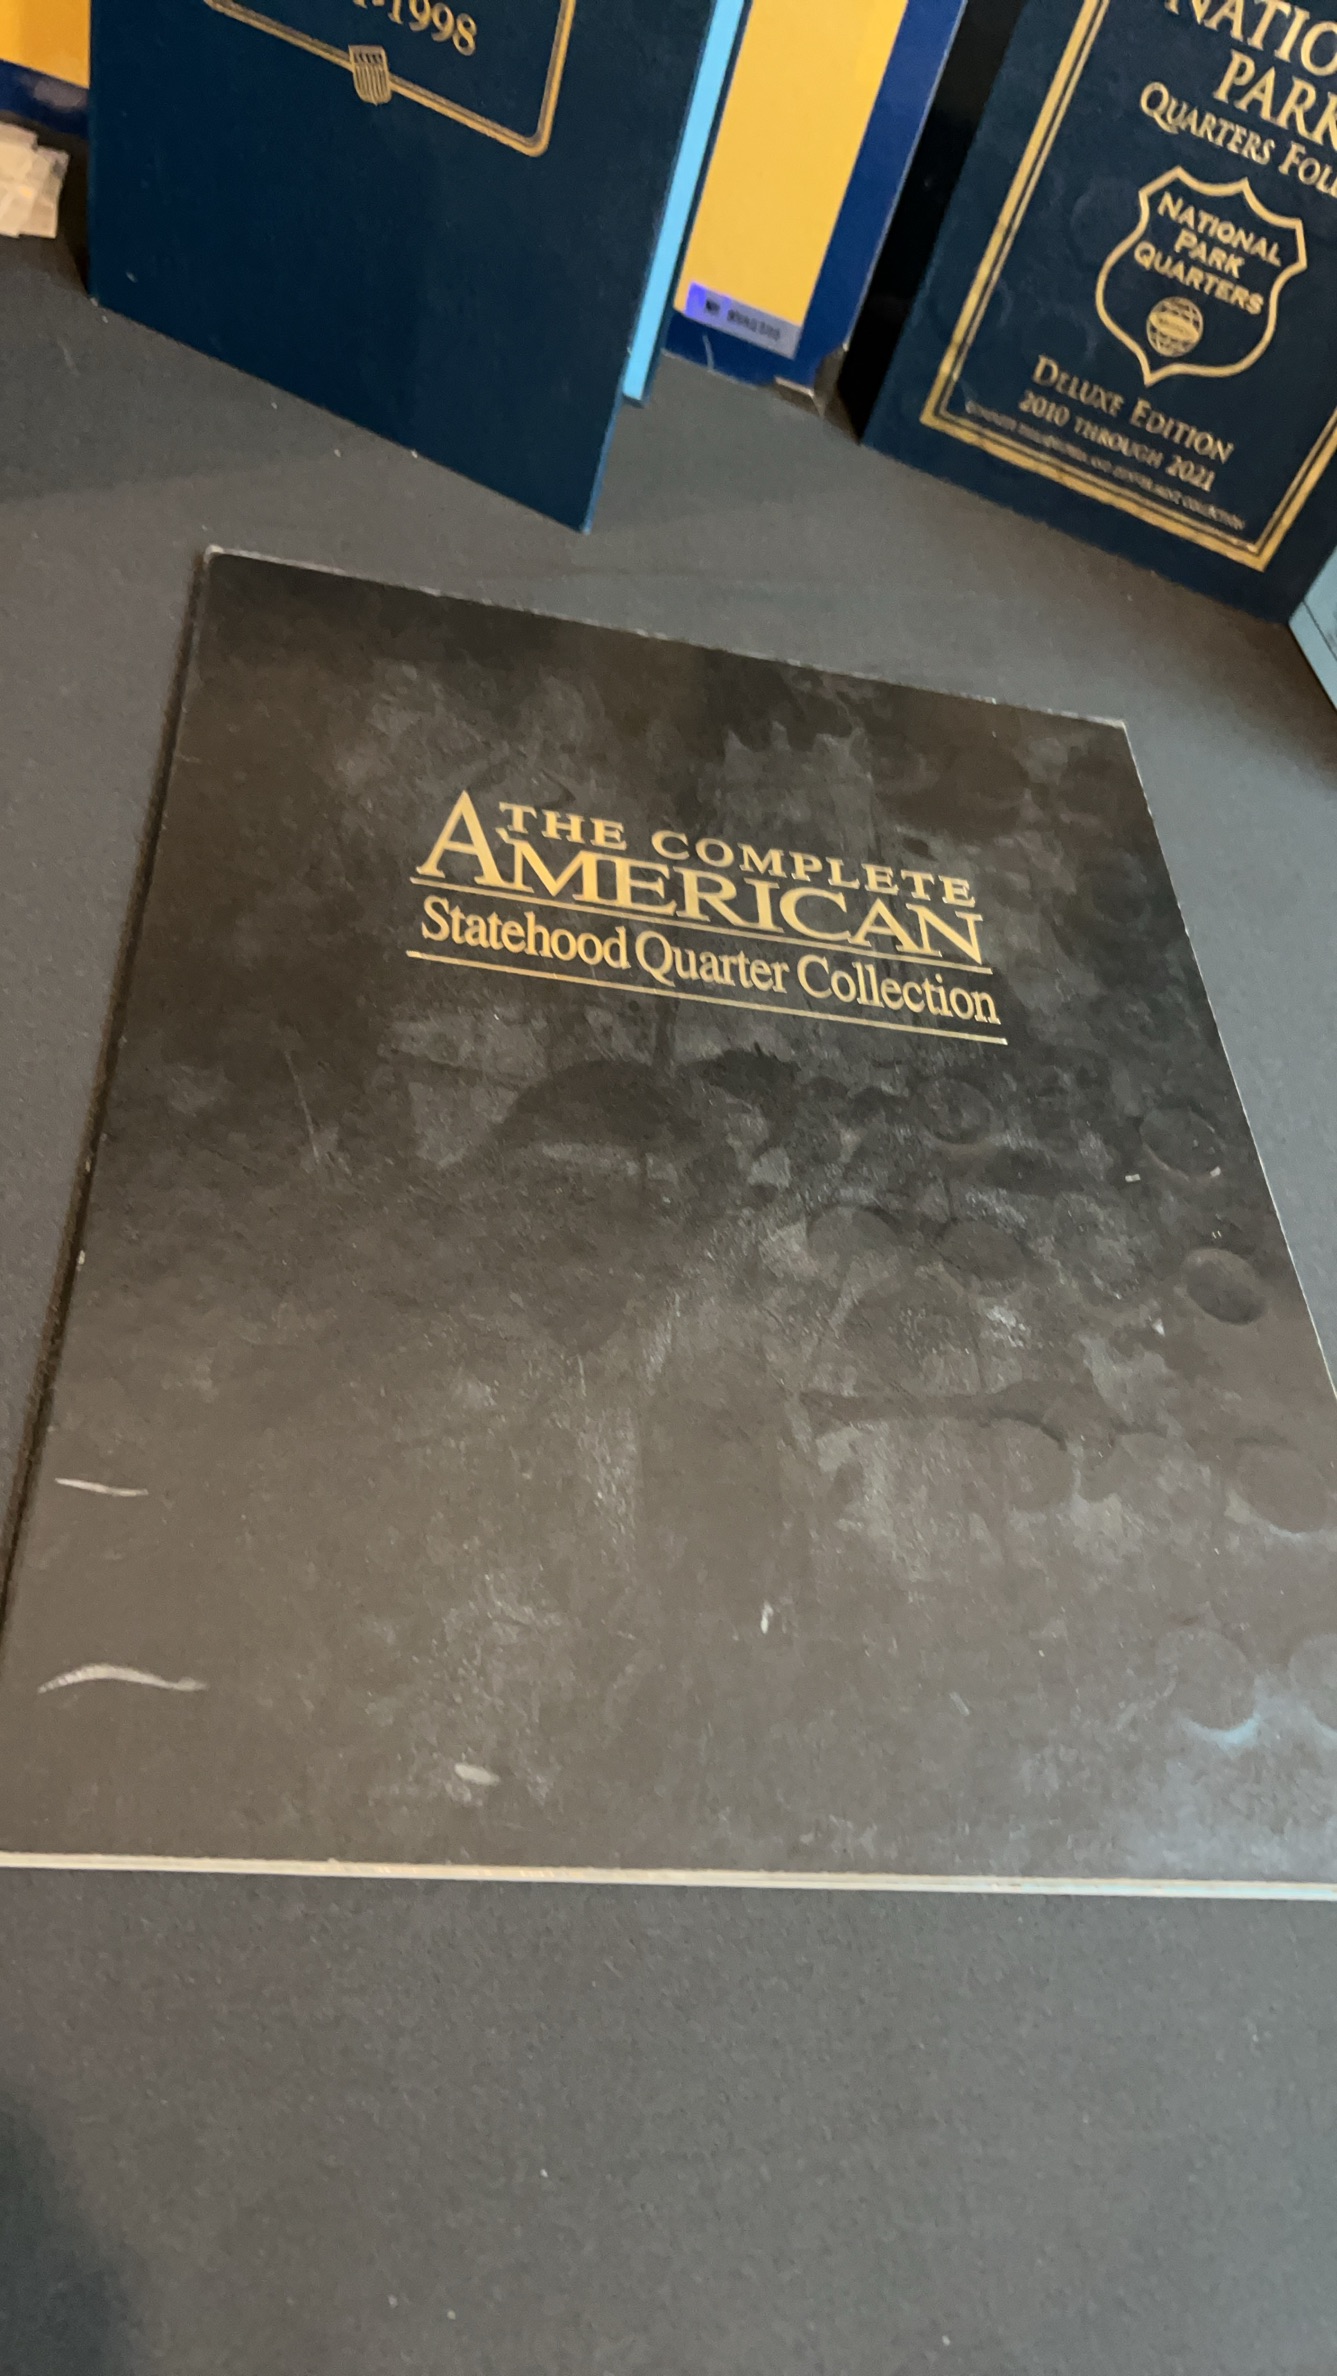 -1998
NATIO
PARK
QUARTERS FOL
NATIONAL
PARK
QUARTERS
DELUXE EDITION
2010 THROUGH 2021
THE COMPLETE
AMERICAN
Statehood Quarter Collection